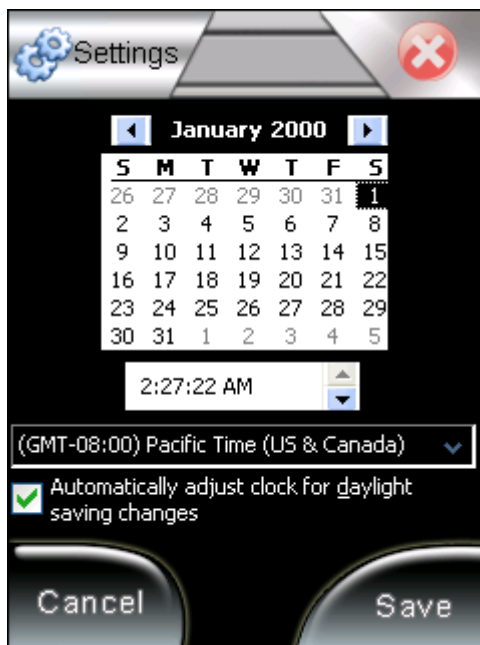 Settings
January 2000
S M T W T F S
26 27 28 29 30 31 1
2 3 4 5 6 7 8
9 10 11 12 13 14 15
16 17 18 19 20 21 22
23 24 25 26 27 28 29
30 31 1 2 3 4 5
2:27:22 AM
(GMT-08:00) Pacific Time (US & Canada)
Automatically adjust clock for daylight
saving changes
Cancel Save